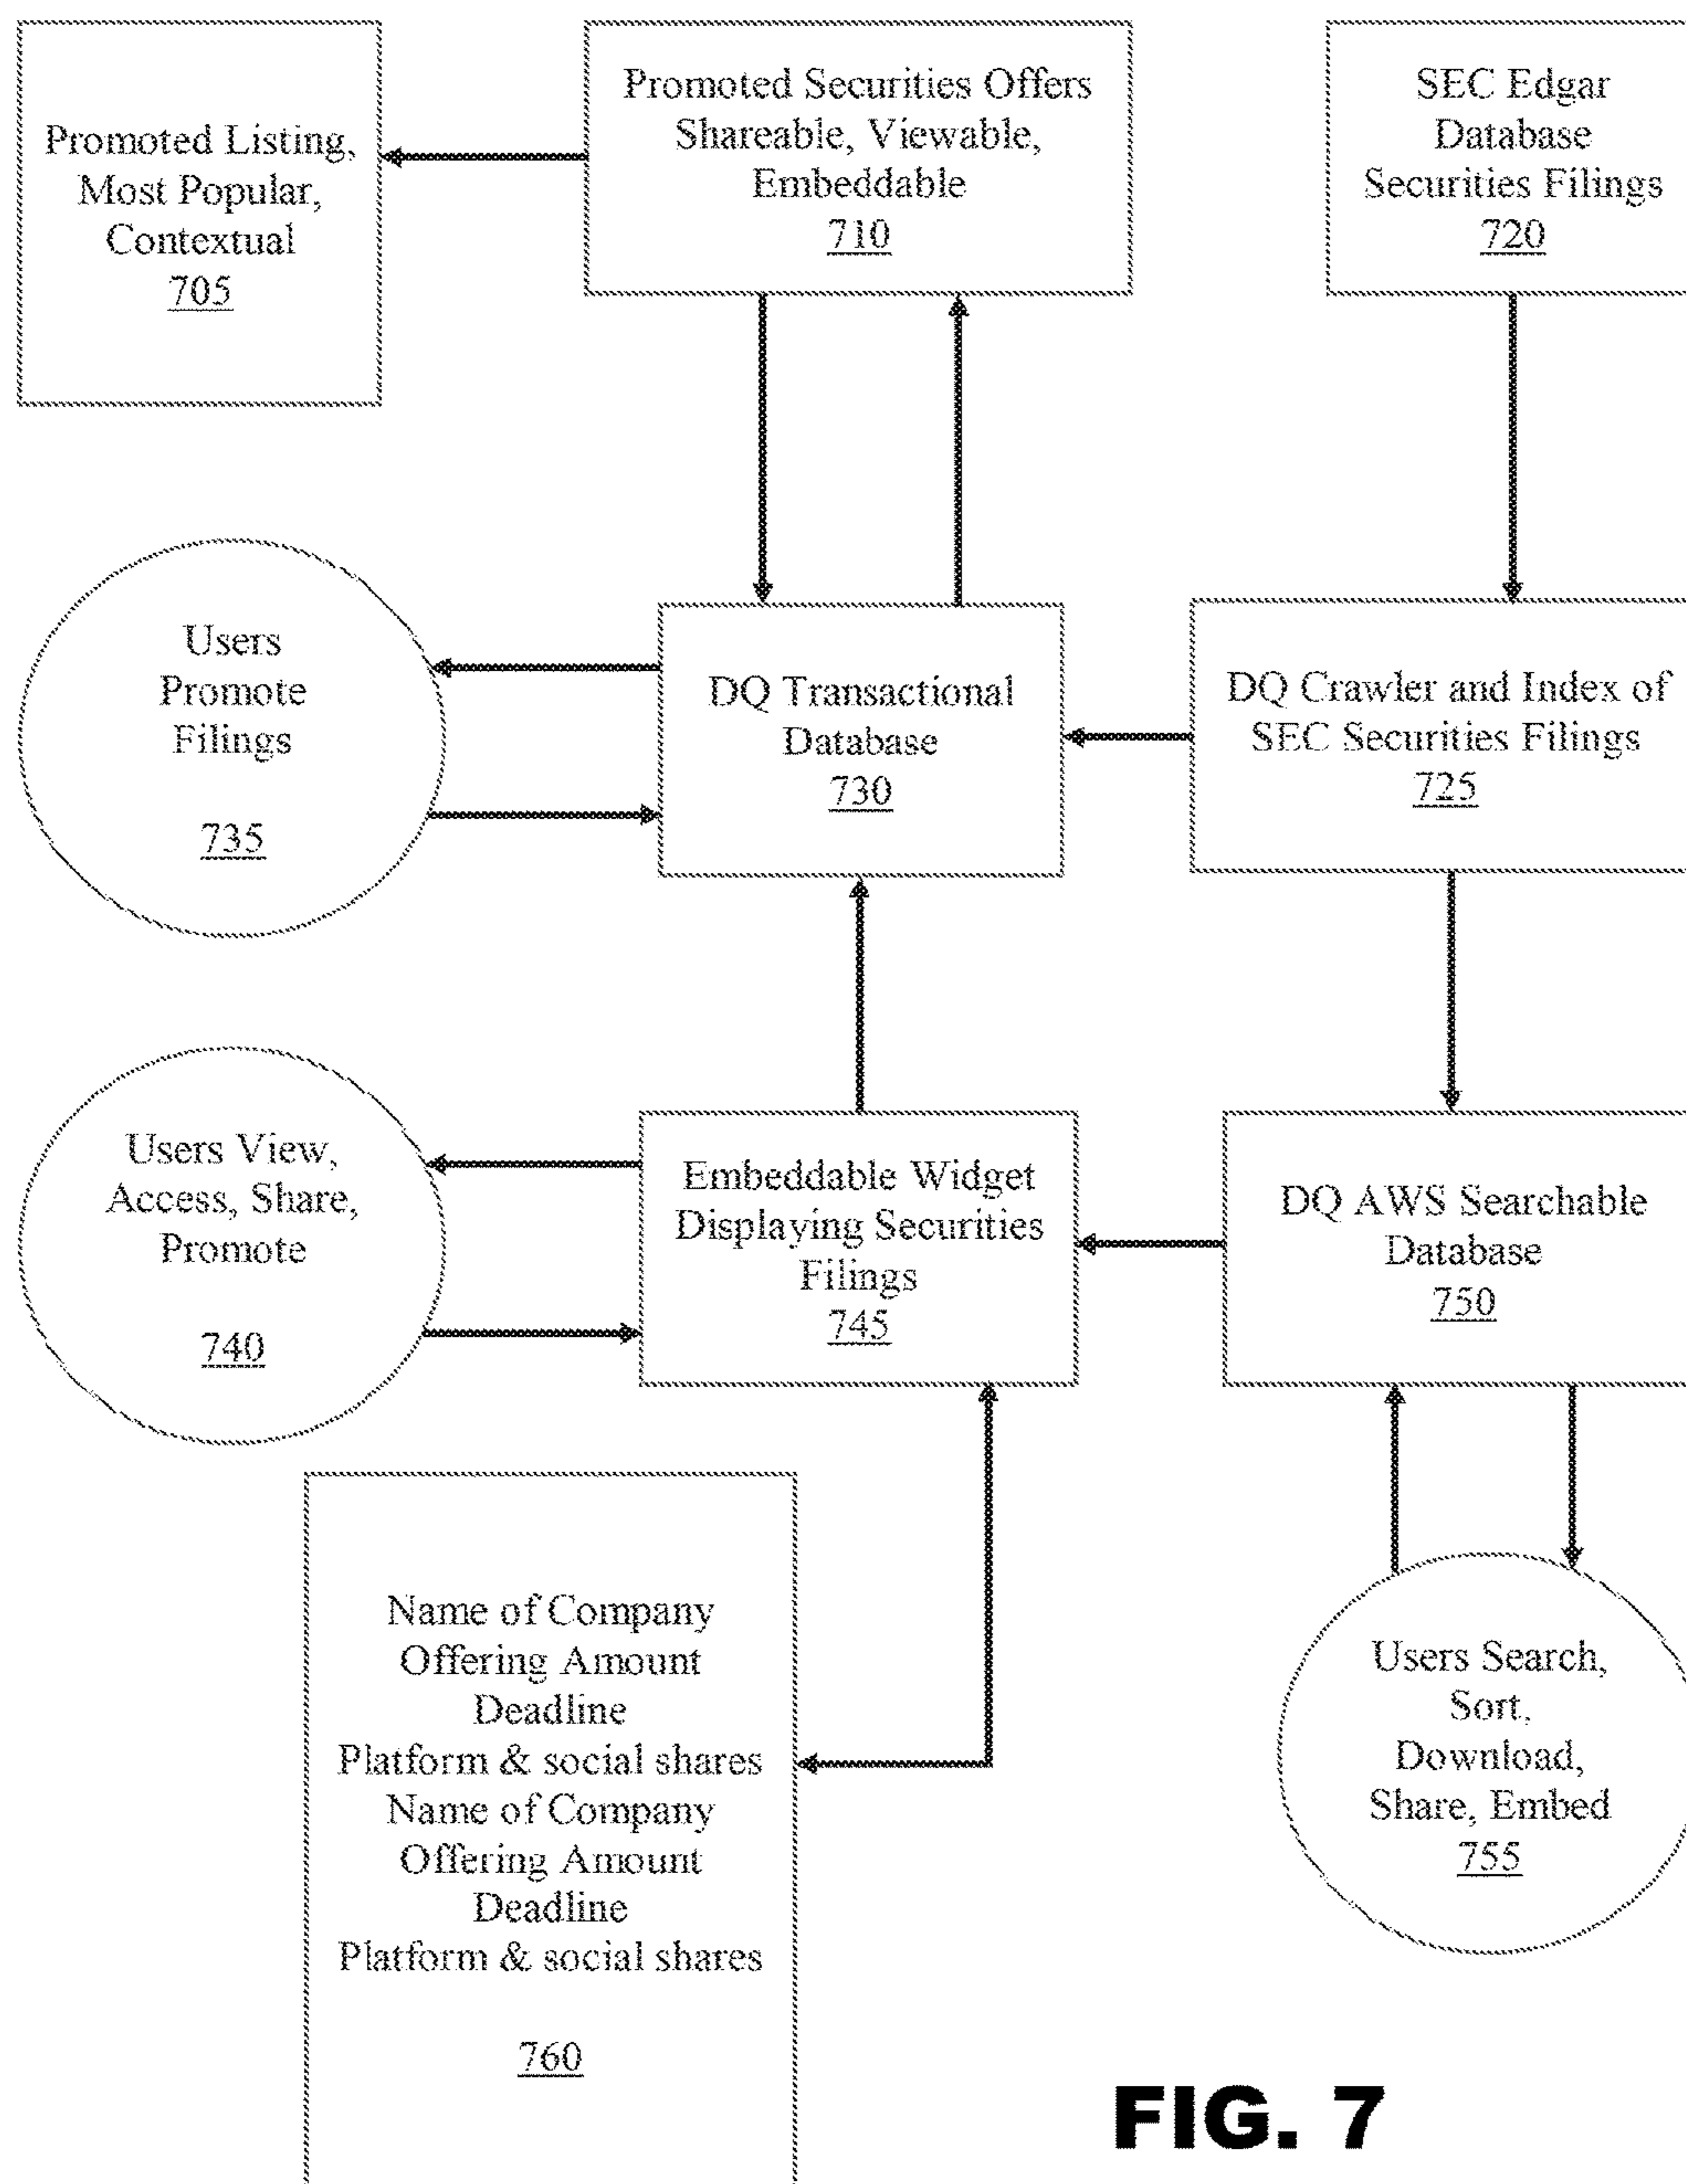 Promoted Listing,
Most Popular,
Contextual
705
Promoted Securities Offers
Shareable, Viewable,
Embeddable
710
SEC Edgar
Database
Securities Filings
720
Users
Promote
Filings
735
DQ Transactional
Database
730
DQ Crawler and Index of
SEC Securities Filings
725
Users View,
Access, Share,
Promote
740
Embeddable Widget
Displaying Securities
Filings
745
DQ AWS Searchable
Database
750
Name of Company
Offering Amount
Deadline
Platform & social shares
Name of Company
Offering Amount
Deadline
Platform & social shares
760
Users Search,
Sort,
Download,
Share, Embed
755
FIG. 7